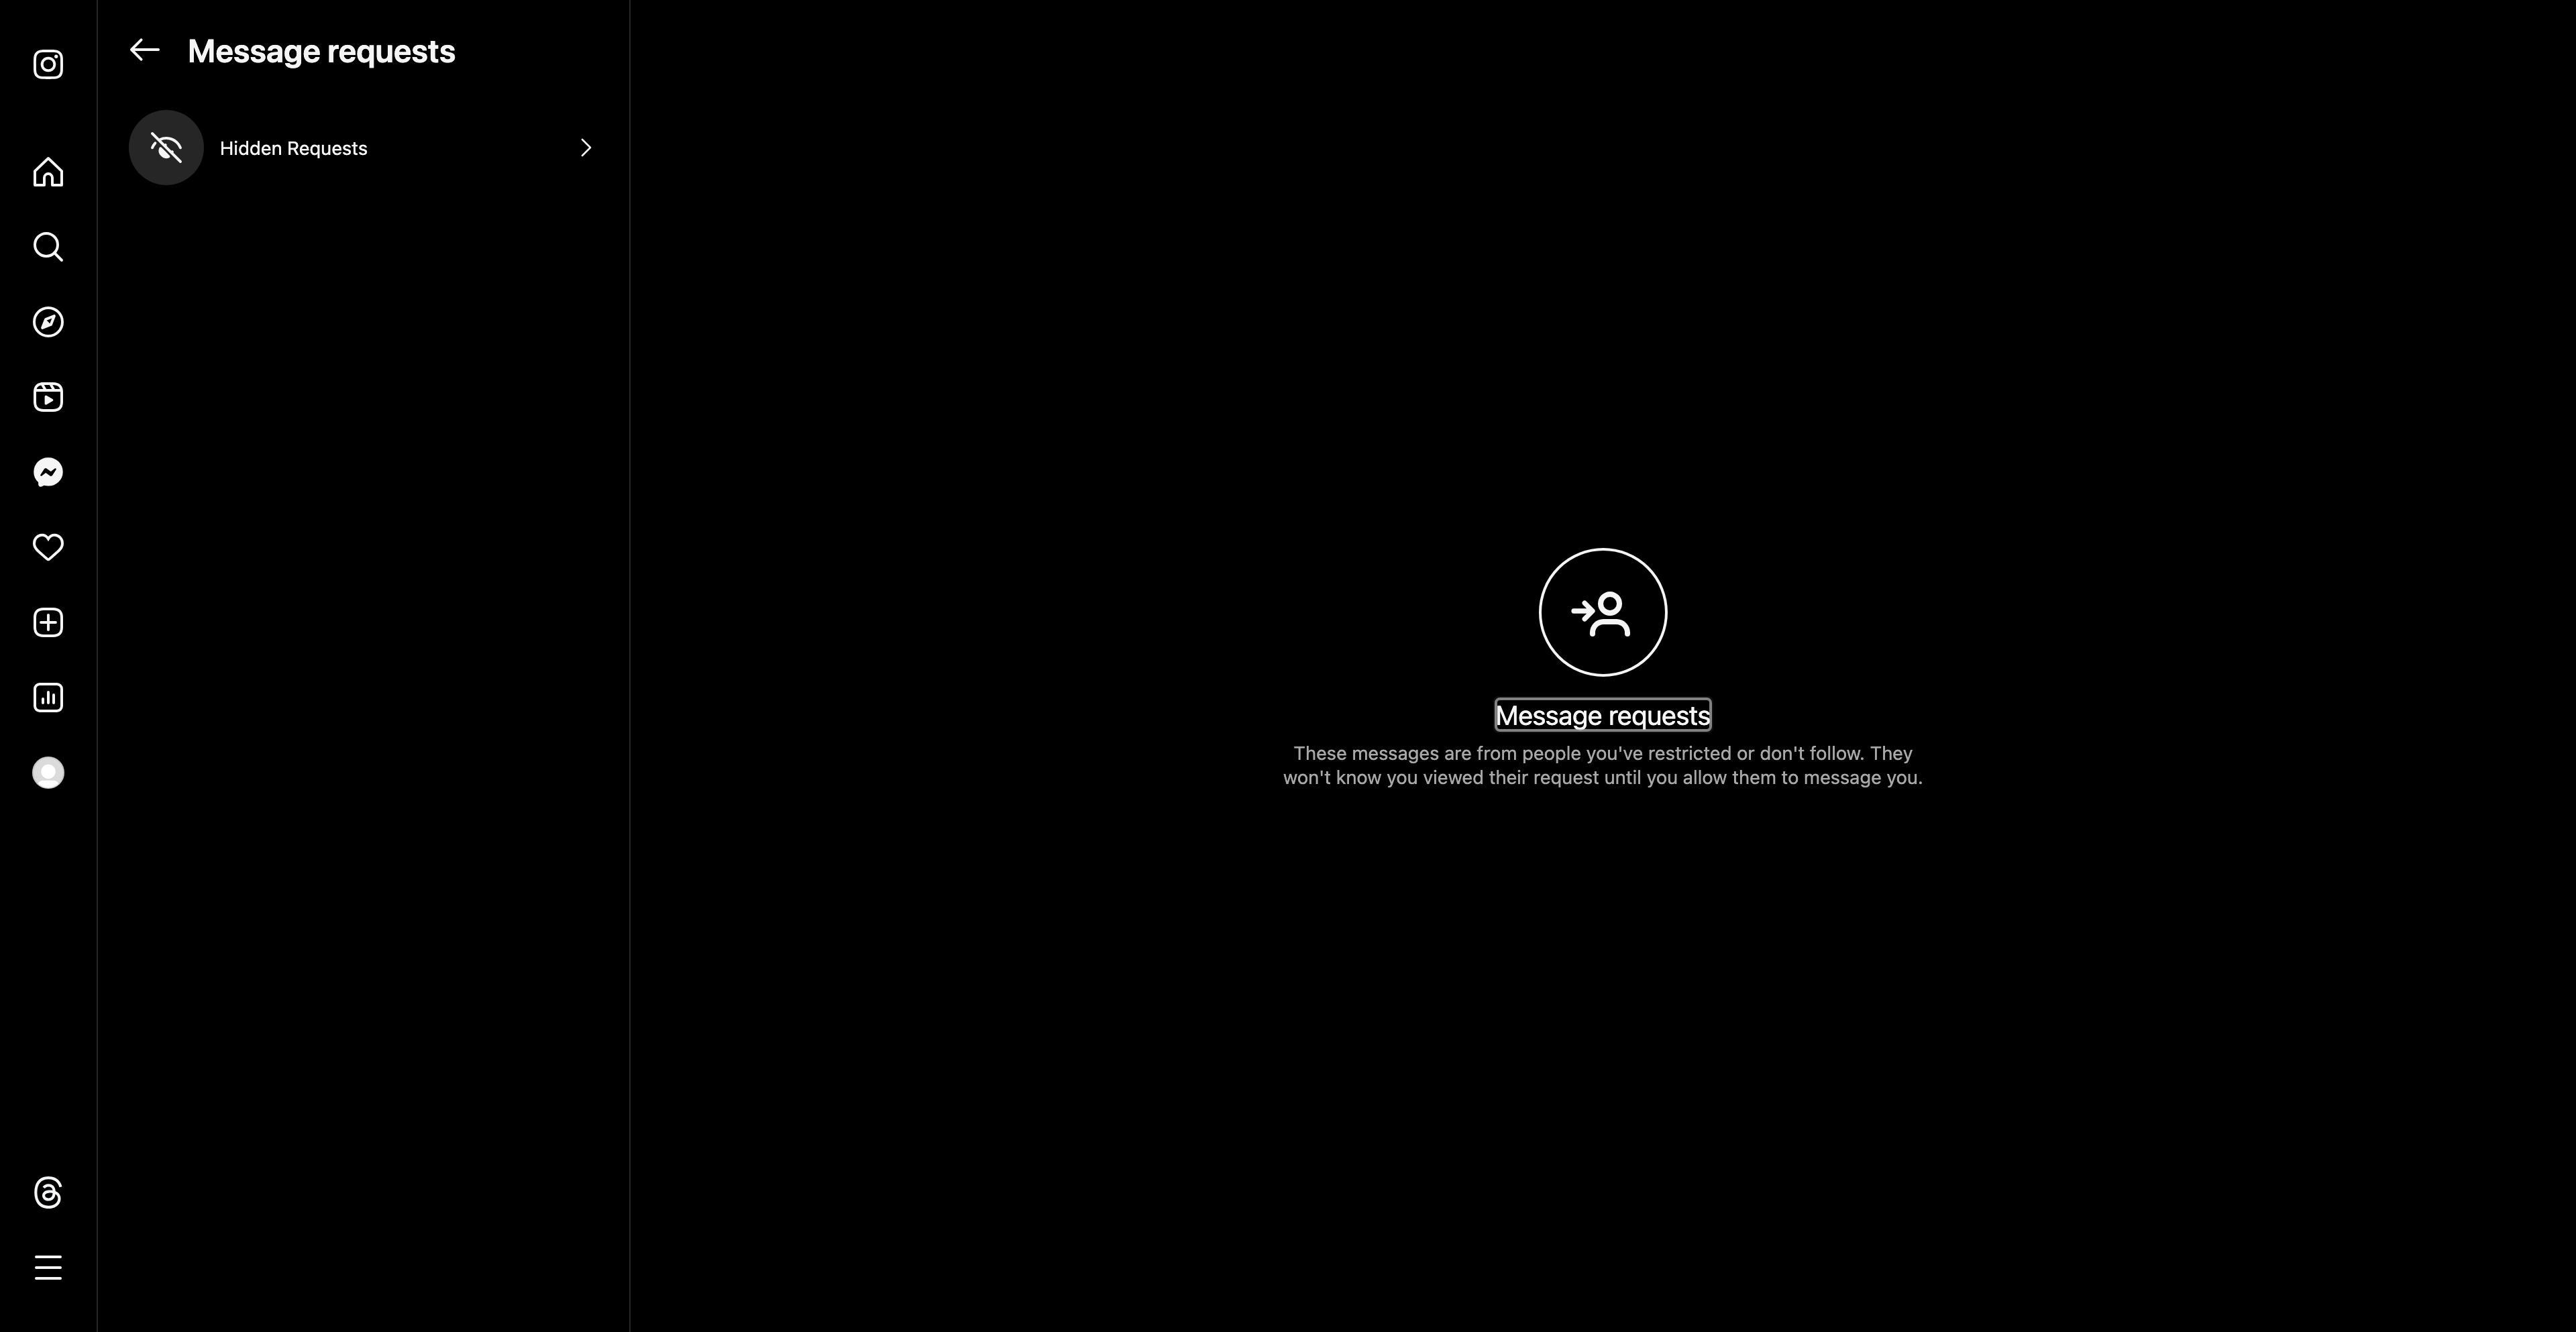 Message requests
Hidden Requests
Message requests
These messages are from people you've restricted or don't follow. They
won't know you viewed their request until you allow them to message you.